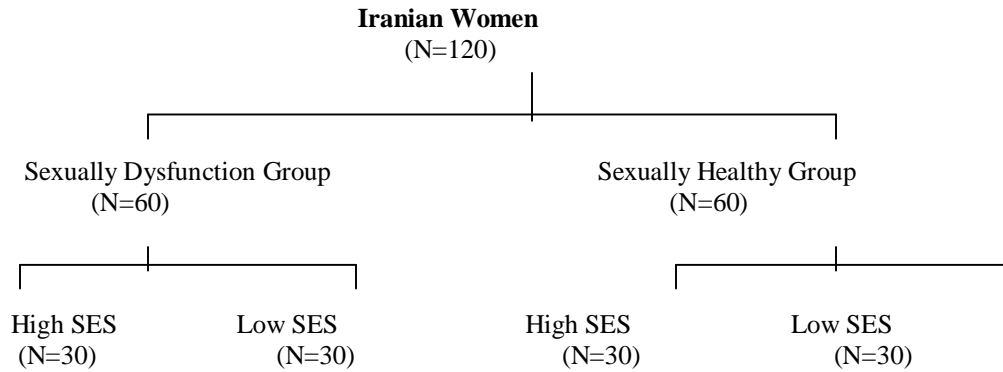 Iranian Women
(N=120)
Sexually Dysfunction Group
(N=60)
Sexually Healthy Group
(N=60)
High SES
(N=30)
Low SES
(N=30)
High SES
(N=30)
Low SES
(N=30)